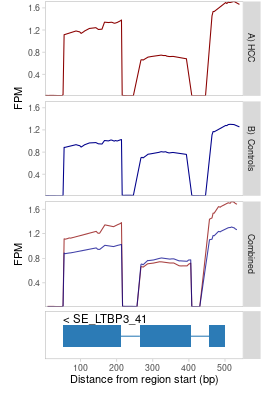 1.6
1.2
0.8
0.4
A) HCC
FPM
1.6
1.2
0.8
0.4
B) Controls
1.6
1.2
0.8
0.4
Combined
FPM
< SE_LTBP3_41
100 200 300 400 500
Distance from region start (bp)